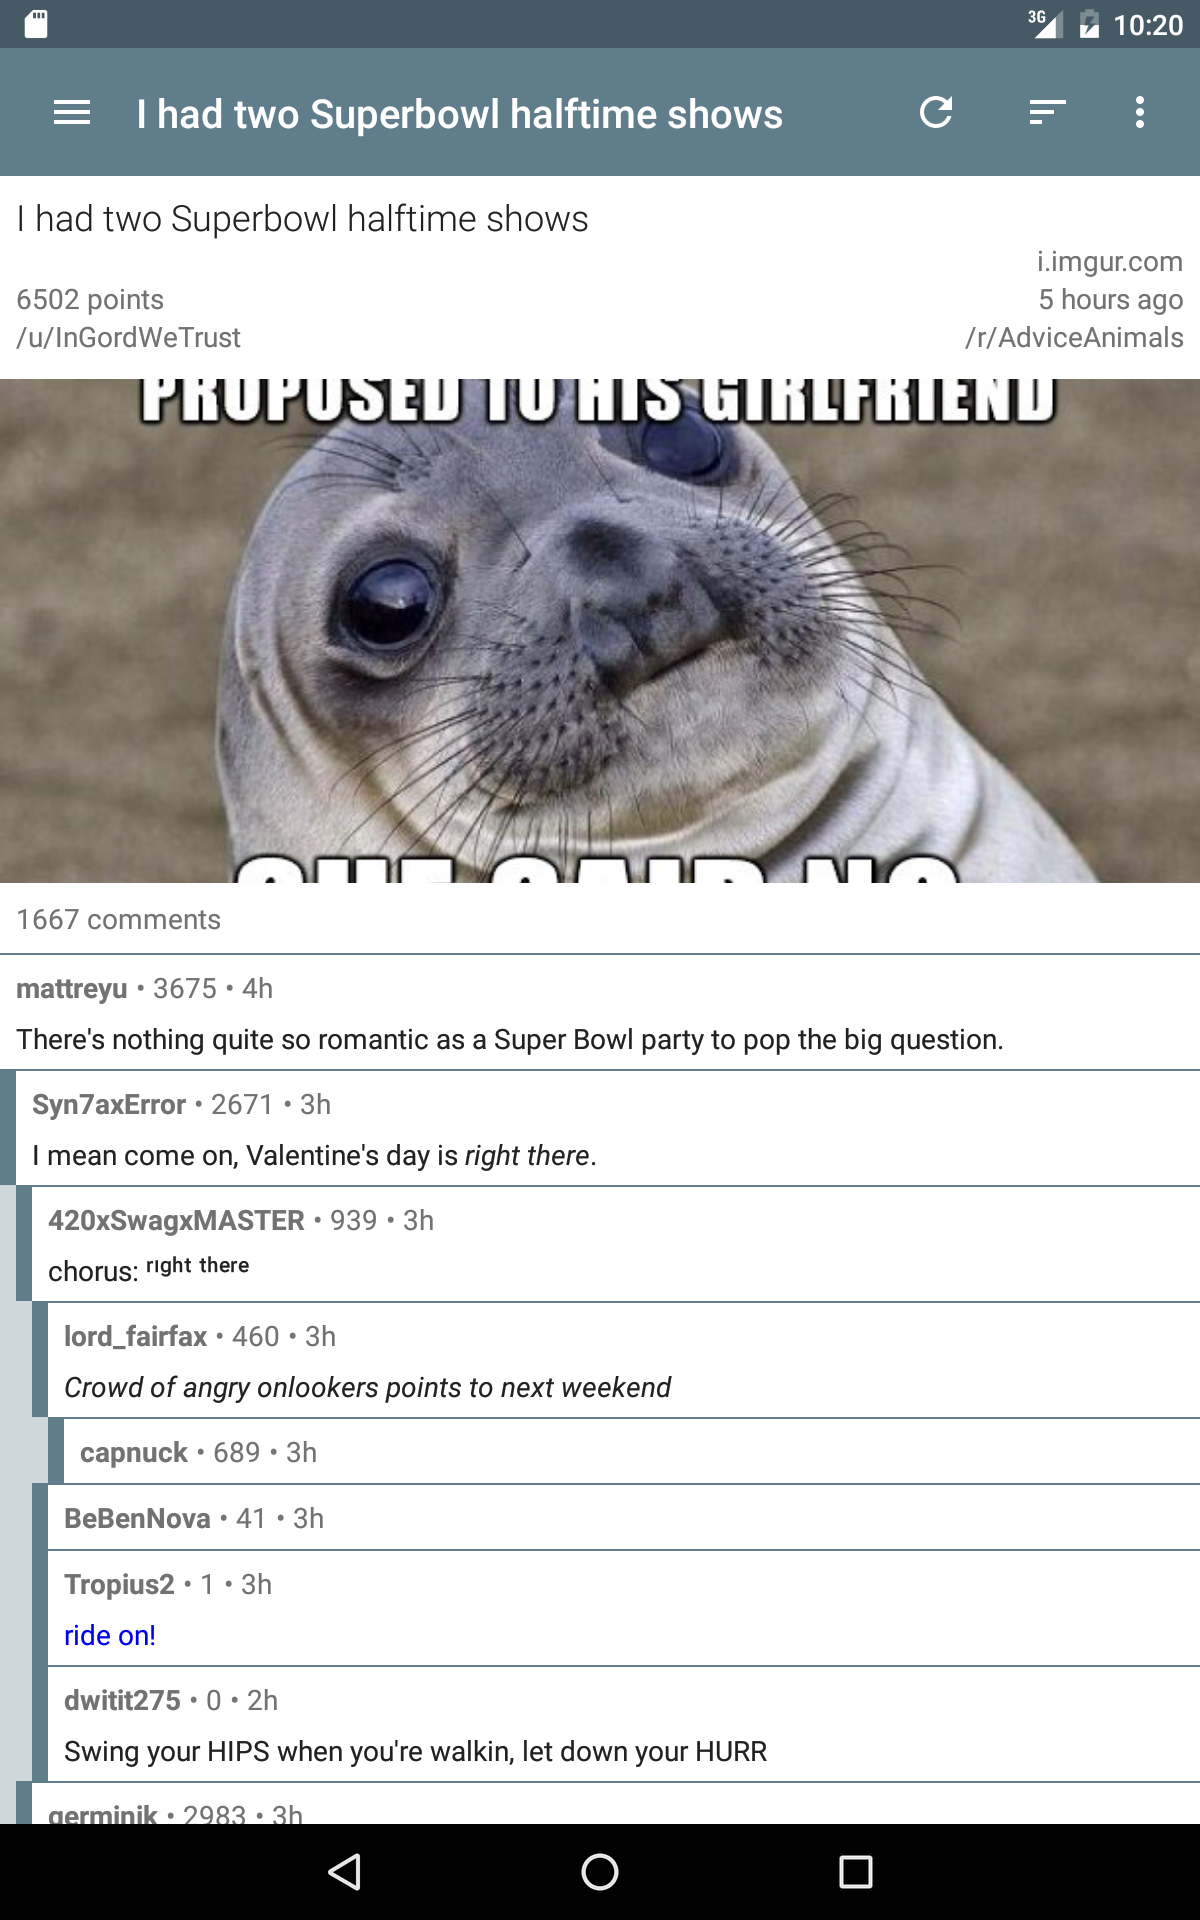 3G 10:20
I had two Superbowl halftime shows
I had two Superbowl halftime shows
i.imgur.com
6502 points 5 hours ago
/u/InGordWeTrust /r/AdviceAnimals
PROPOSED TO HIS GIRLFRIEND
SHE SAID NO
1667 comments
mattreyu • 3675 • 4h
There's nothing quite so romantic as a Super Bowl party to pop the big question.
Syn7axError • 2671 • 3h
I mean come on, Valentine's day is right there.
420xSwagxMASTER • 939 • 3h
chorus: ʳᶦᵍʰᵗ ᵗʰᵉʳᵉ
lord_fairfax • 460 • 3h
Crowd of angry onlookers points to next weekend
capnuck • 689 • 3h
BeBenNova • 41 • 3h
Tropius2 • 1 • 3h
ride on!
dwitit275 • 0 • 2h
Swing your HIPS when you're walkin, let down your HURR
germinik • 2983 • 3h